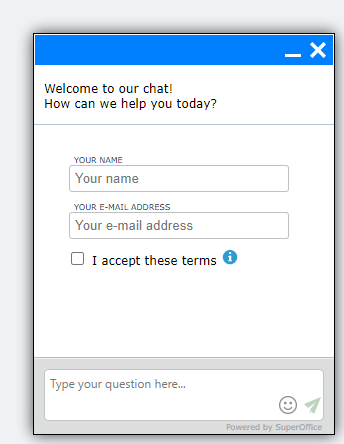 Welcome to our chat!
How can we help you today?
YOUR NAME
Your name
YOUR E-MAIL ADDRESS
Your e-mail address
I accept these terms
Type your question here...
Powered by SuperOffice